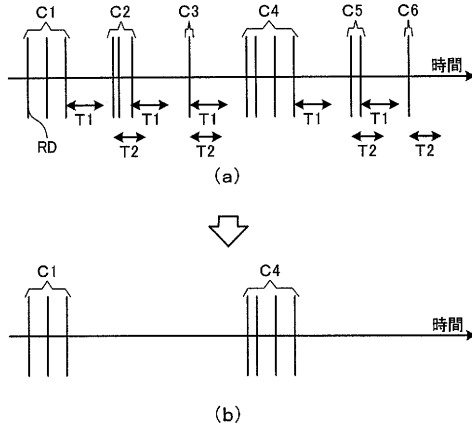 C1 C2 C3 C4 C5 C6
時間
T1 T1 T1 T1 T1
RD T2 T2 T2 T2
(a)
C1 C4
時間
(b)